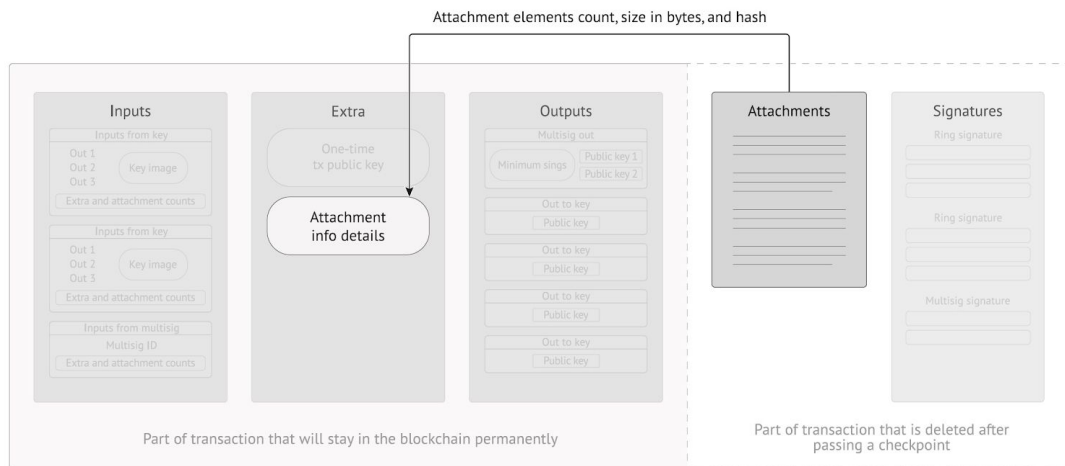 Attachment elements count, size in bytes, and hash
Inputs
Inputs from key
Out 1
Out 2
Out 3
Key image
Extra and attachment counts
Inputs from key
Out 1
Out 2
Out 3
Key image
Extra and attachment counts
Inputs from multisig
Multisig ID
Extra and attachment counts
Extra
One-time
tx public key
Attachment
info details
Outputs
Multisig out
Minimum sings
Public key 1
Public key 2
Out to key
Public key
Out to key
Public key
Out to key
Public key
Out to key
Public key
Attachments
Signatures
Ring signature
Ring signature
Multisig signature
Part of transaction that will stay in the blockchain permanently
Part of transaction that is deleted after
passing a checkpoint